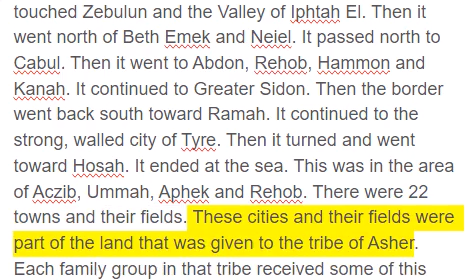 touched Zebulun and the Valley of Iphtah El. Then it
went north of Beth Emek and Neiel. It passed north to
Cabul. Then it went to Abdon, Rehob, Hammon and
Kanah. It continued to Greater Sidon. Then the border
went back south toward Ramah. It continued to the
strong, walled city of Tyre. Then it turned and went
toward Hosah. It ended at the sea. This was in the area
of Aczib, Ummah, Aphek and Rehob. There were 22
towns and their fields. These cities and their fields were
part of the land that was given to the tribe of Asher.
Each family group in that tribe received some of this